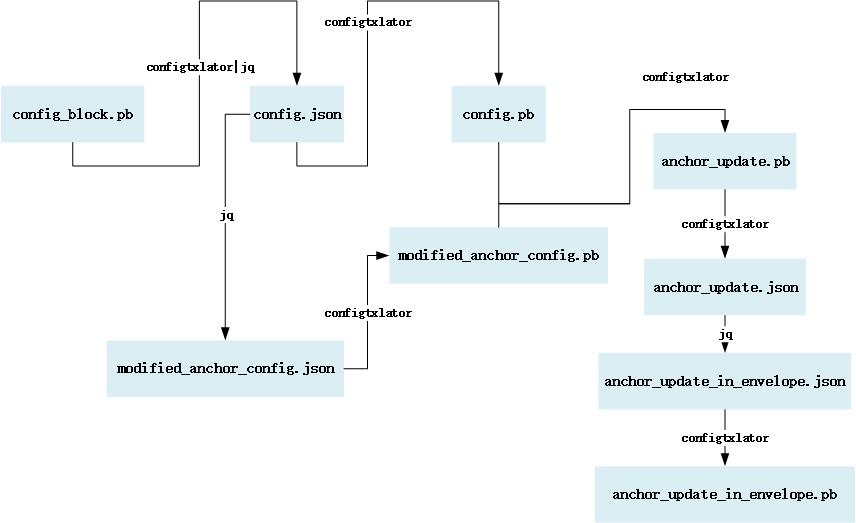 configtxlator
configtxlator|jq
configtxlator
config_block.pb
config.json
config.pb
anchor_update.pb
jq
configtxlator
modified_anchor_config.pb
anchor_update.json
configtxlator
jq
modified_anchor_config.json
anchor_update_in_envelope.json
configtxlator
anchor_update_in_envelope.pb